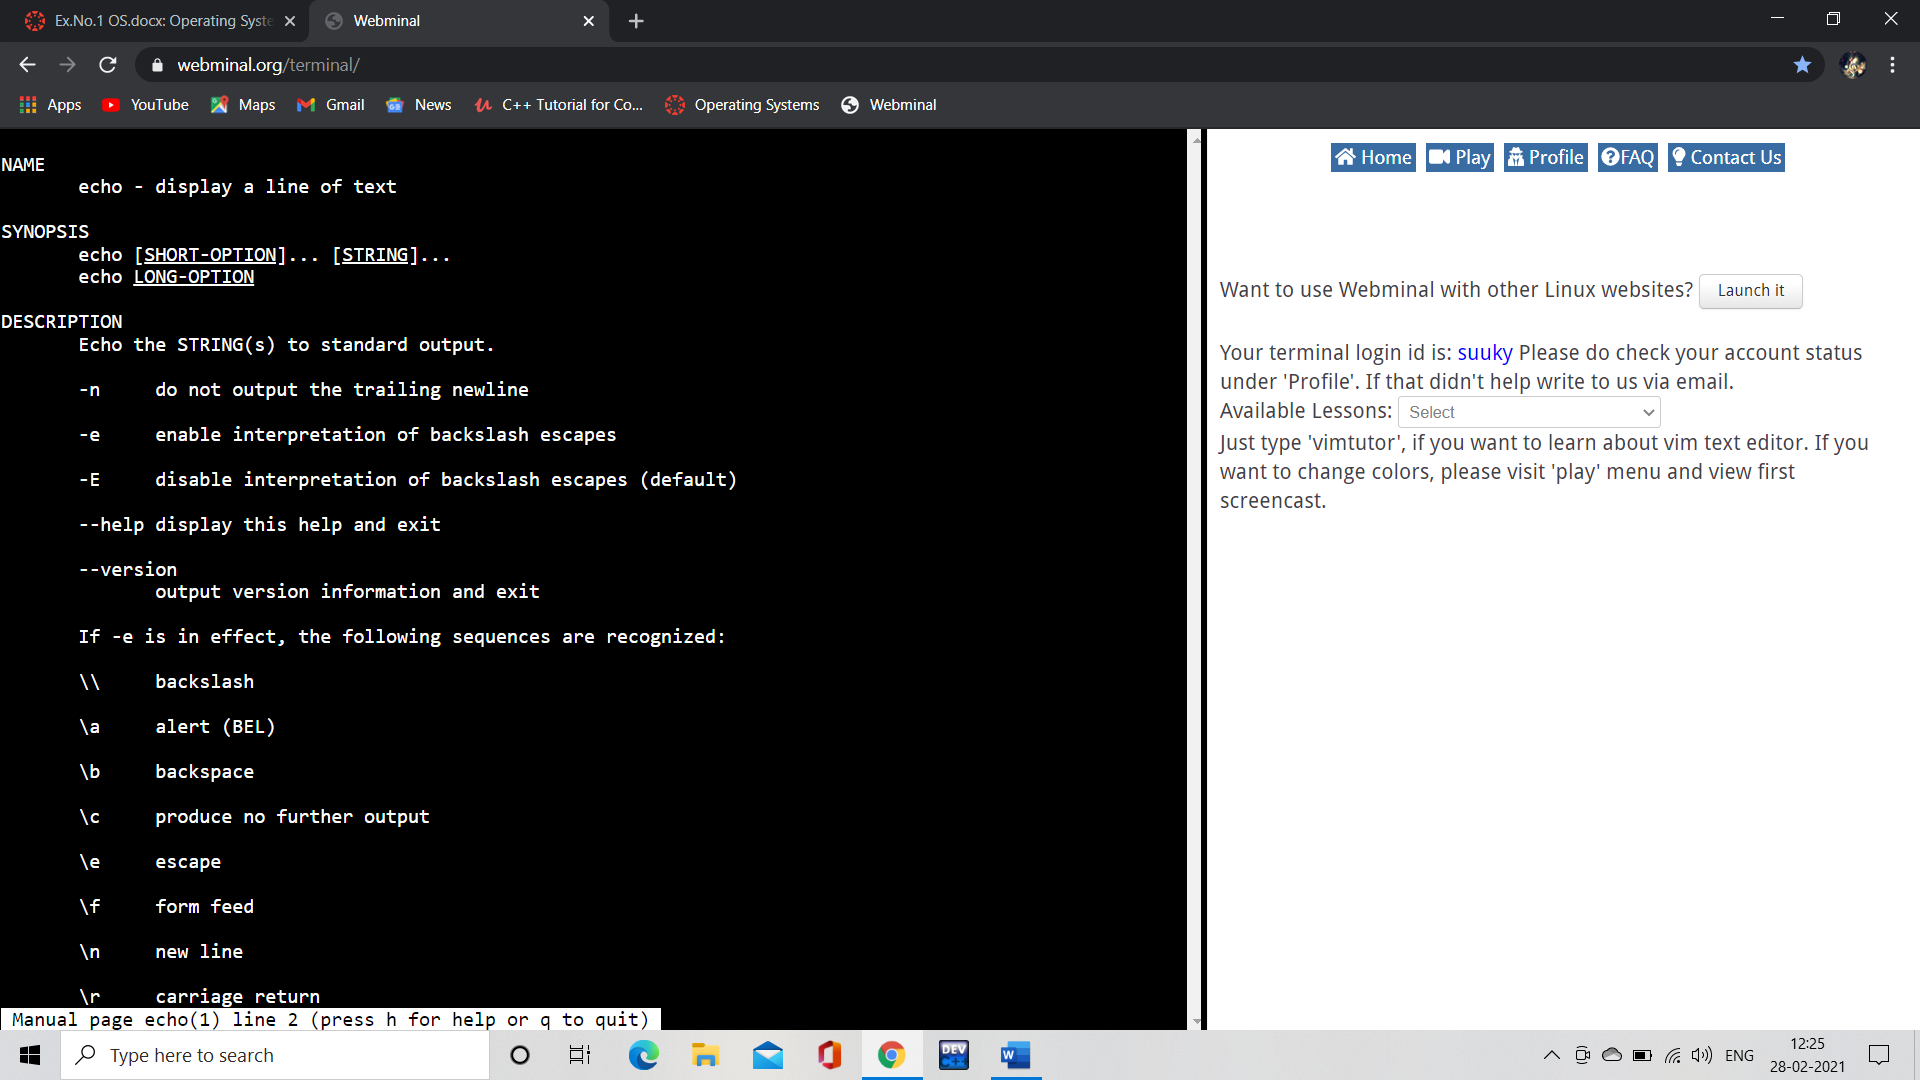 Ex.No.1 OS.docx: Operating Syste
Webminal
webminal.org/terminal/
Apps YouTube Maps Gmail News C++ Tutorial for Co... Operating Systems Webminal
NAME
echo - display a line of text
SYNOPSIS
echo [SHORT-OPTION]... [STRING]...
echo LONG-OPTION
DESCRIPTION
Echo the STRING(s) to standard output.
-n do not output the trailing newline
-e enable interpretation of backslash escapes
-E disable interpretation of backslash escapes (default)
--help display this help and exit
--version
output version information and exit
If -e is in effect, the following sequences are recognized:
\\ backslash
\a alert (BEL)
\b backspace
\c produce no further output
\e escape
\f form feed
\n new line
\r carriage return
Manual page echo(1) line 2 (press h for help or q to quit)
Home Play Profile FAQ Contact Us
Want to use Webminal with other Linux websites? Launch it
Your terminal login id is: suuky Please do check your account status
under 'Profile'. If that didn't help write to us via email.
Available Lessons: Select
Just type 'vimtutor', if you want to learn about vim text editor. If you
want to change colors, please visit 'play' menu and view first
screencast.
Type here to search
DEV
C++
W
ENG
12:25
28-02-2021